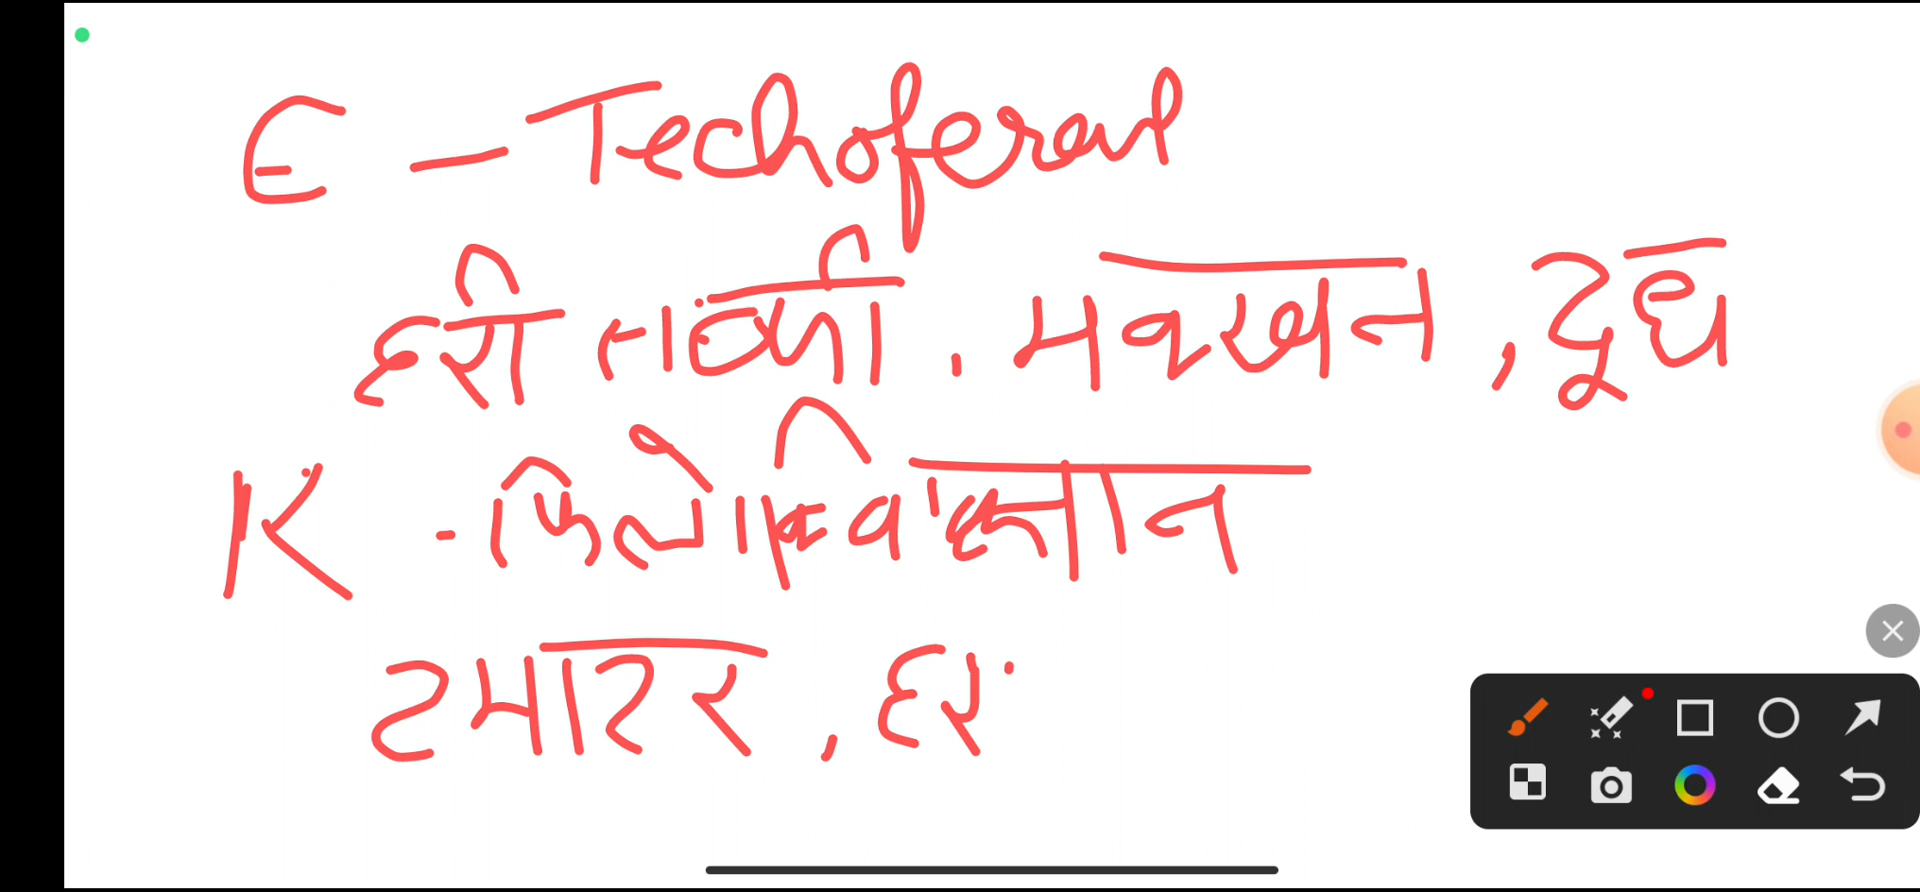 E - Techoferal
हरी सब्जी . मक्खन , दूध
K - फिलोक्विनॉन
टमाटर , हर